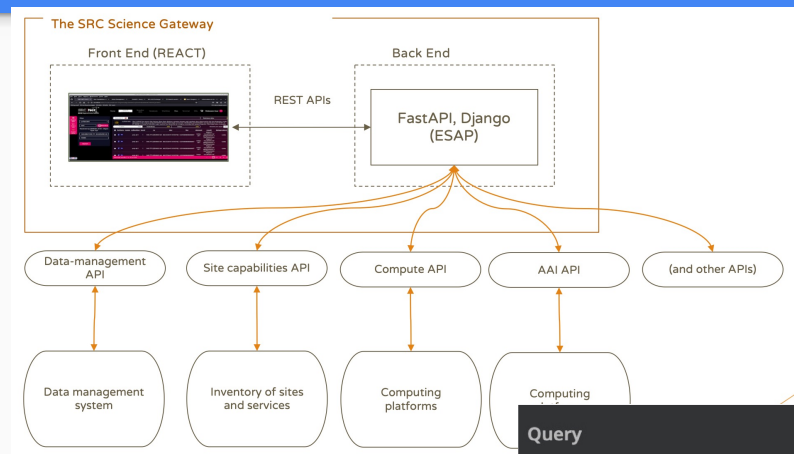 The SRC Science Gateway
Front End (REACT)
Back End
REST APIs
FastAPI, Django
(ESAP)
Data-management
API
Site capabilities API
Compute API
AAI API
(and other APIs)
Data management
system
Inventory of sites
and services
Computing
platforms
Computing
Query